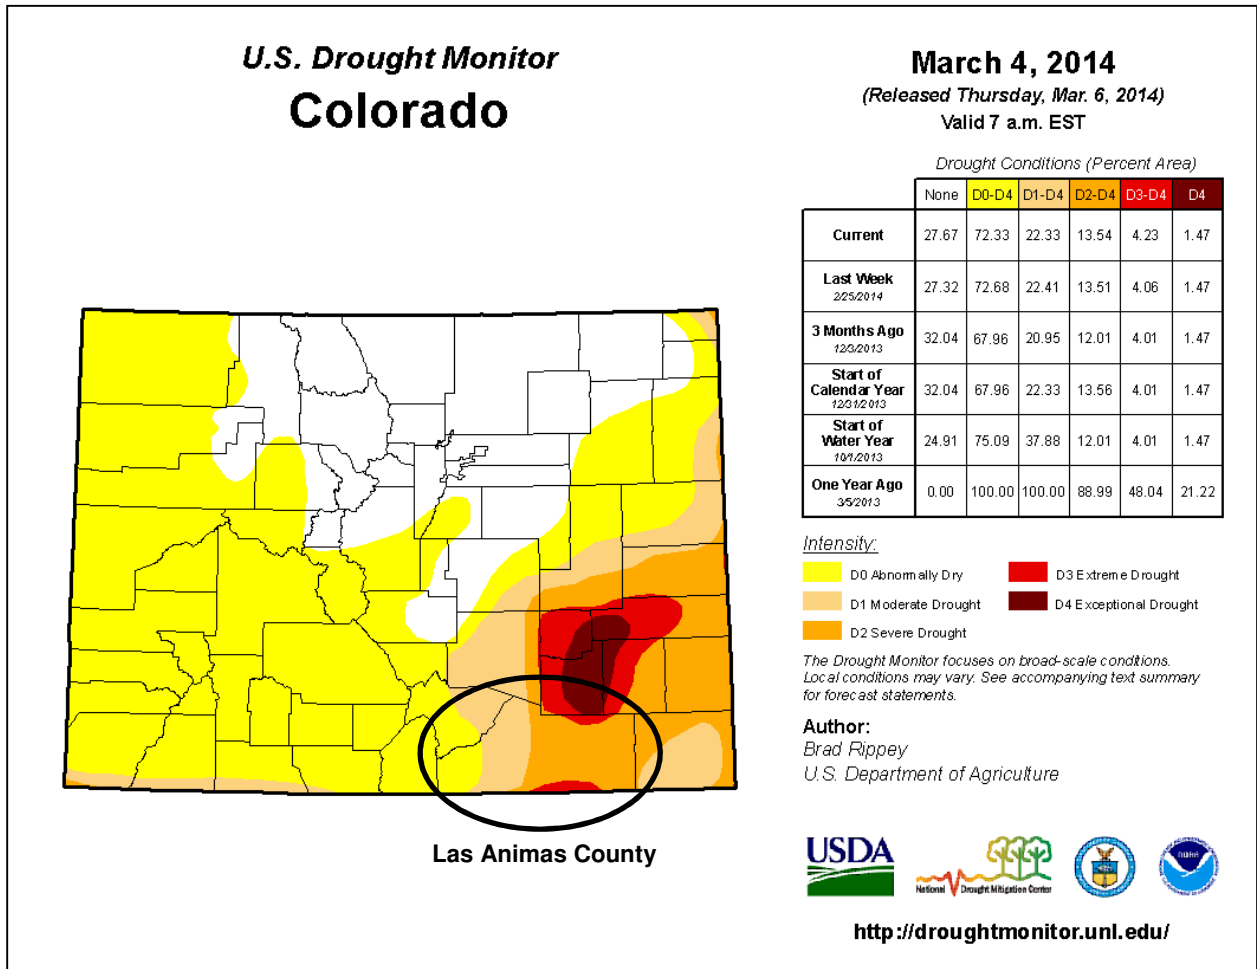 U.S. Drought Monitor
Colorado
March 4, 2014
(Released Thursday, Mar. 6, 2014)
Valid 7 a.m. EST
Drought Conditions (Percent Area)
None D0-D4 D1-D4 D2-D4 D3-D4 D4
Current 27.67 72.33 22.33 13.54 4.23 1.47
Last Week
2/25/2014
27.32 72.68 22.41 13.51 4.06 1.47
3 Months Ago
12/3/2013
32.04 67.96 20.95 12.01 4.01 1.47
Start of
Calendar Year
12/31/2013
32.04 67.96 22.33 13.56 4.01 1.47
Start of
Water Year
10/1/2013
24.91 75.09 37.88 12.01 4.01 1.47
One Year Ago
3/5/2013
0.00 100.00 100.00 88.99 48.04 21.22
Intensity:
D0 Abnormally Dry
D1 Moderate Drought
D2 Severe Drought
D3 Extreme Drought
D4 Exceptional Drought
The Drought Monitor focuses on broad-scale conditions.
Local conditions may vary. See accompanying text summary
for forecast statements.
Author:
Brad Rippey
U.S. Department of Agriculture
Las Animas County
USDA
National Drought Mitigation Center
NOAA
http://droughtmonitor.unl.edu/